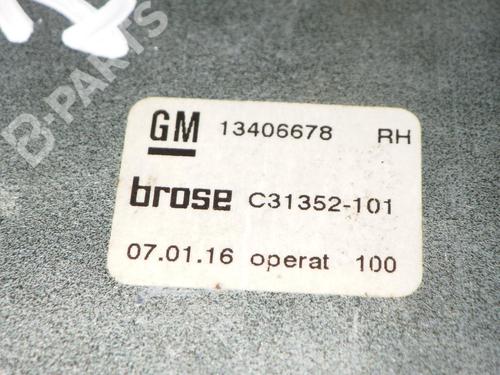 B-PARTS
GM 13406678 RH
brose C31352-101
07.01.16 operat 100